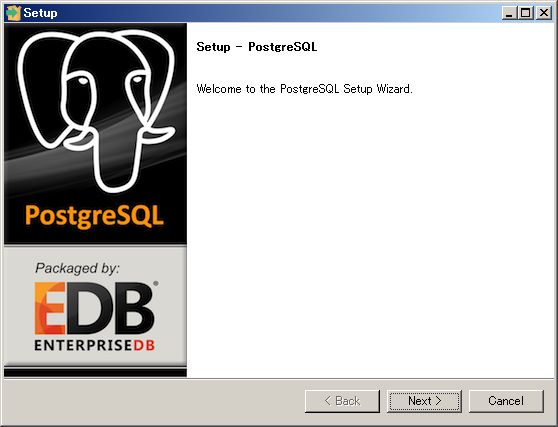 Setup
Setup - PostgreSQL
Welcome to the PostgreSQL Setup Wizard.
PostgreSQL
Packaged by:
EDB®
ENTERPRISEDB
< Back
Next >
Cancel